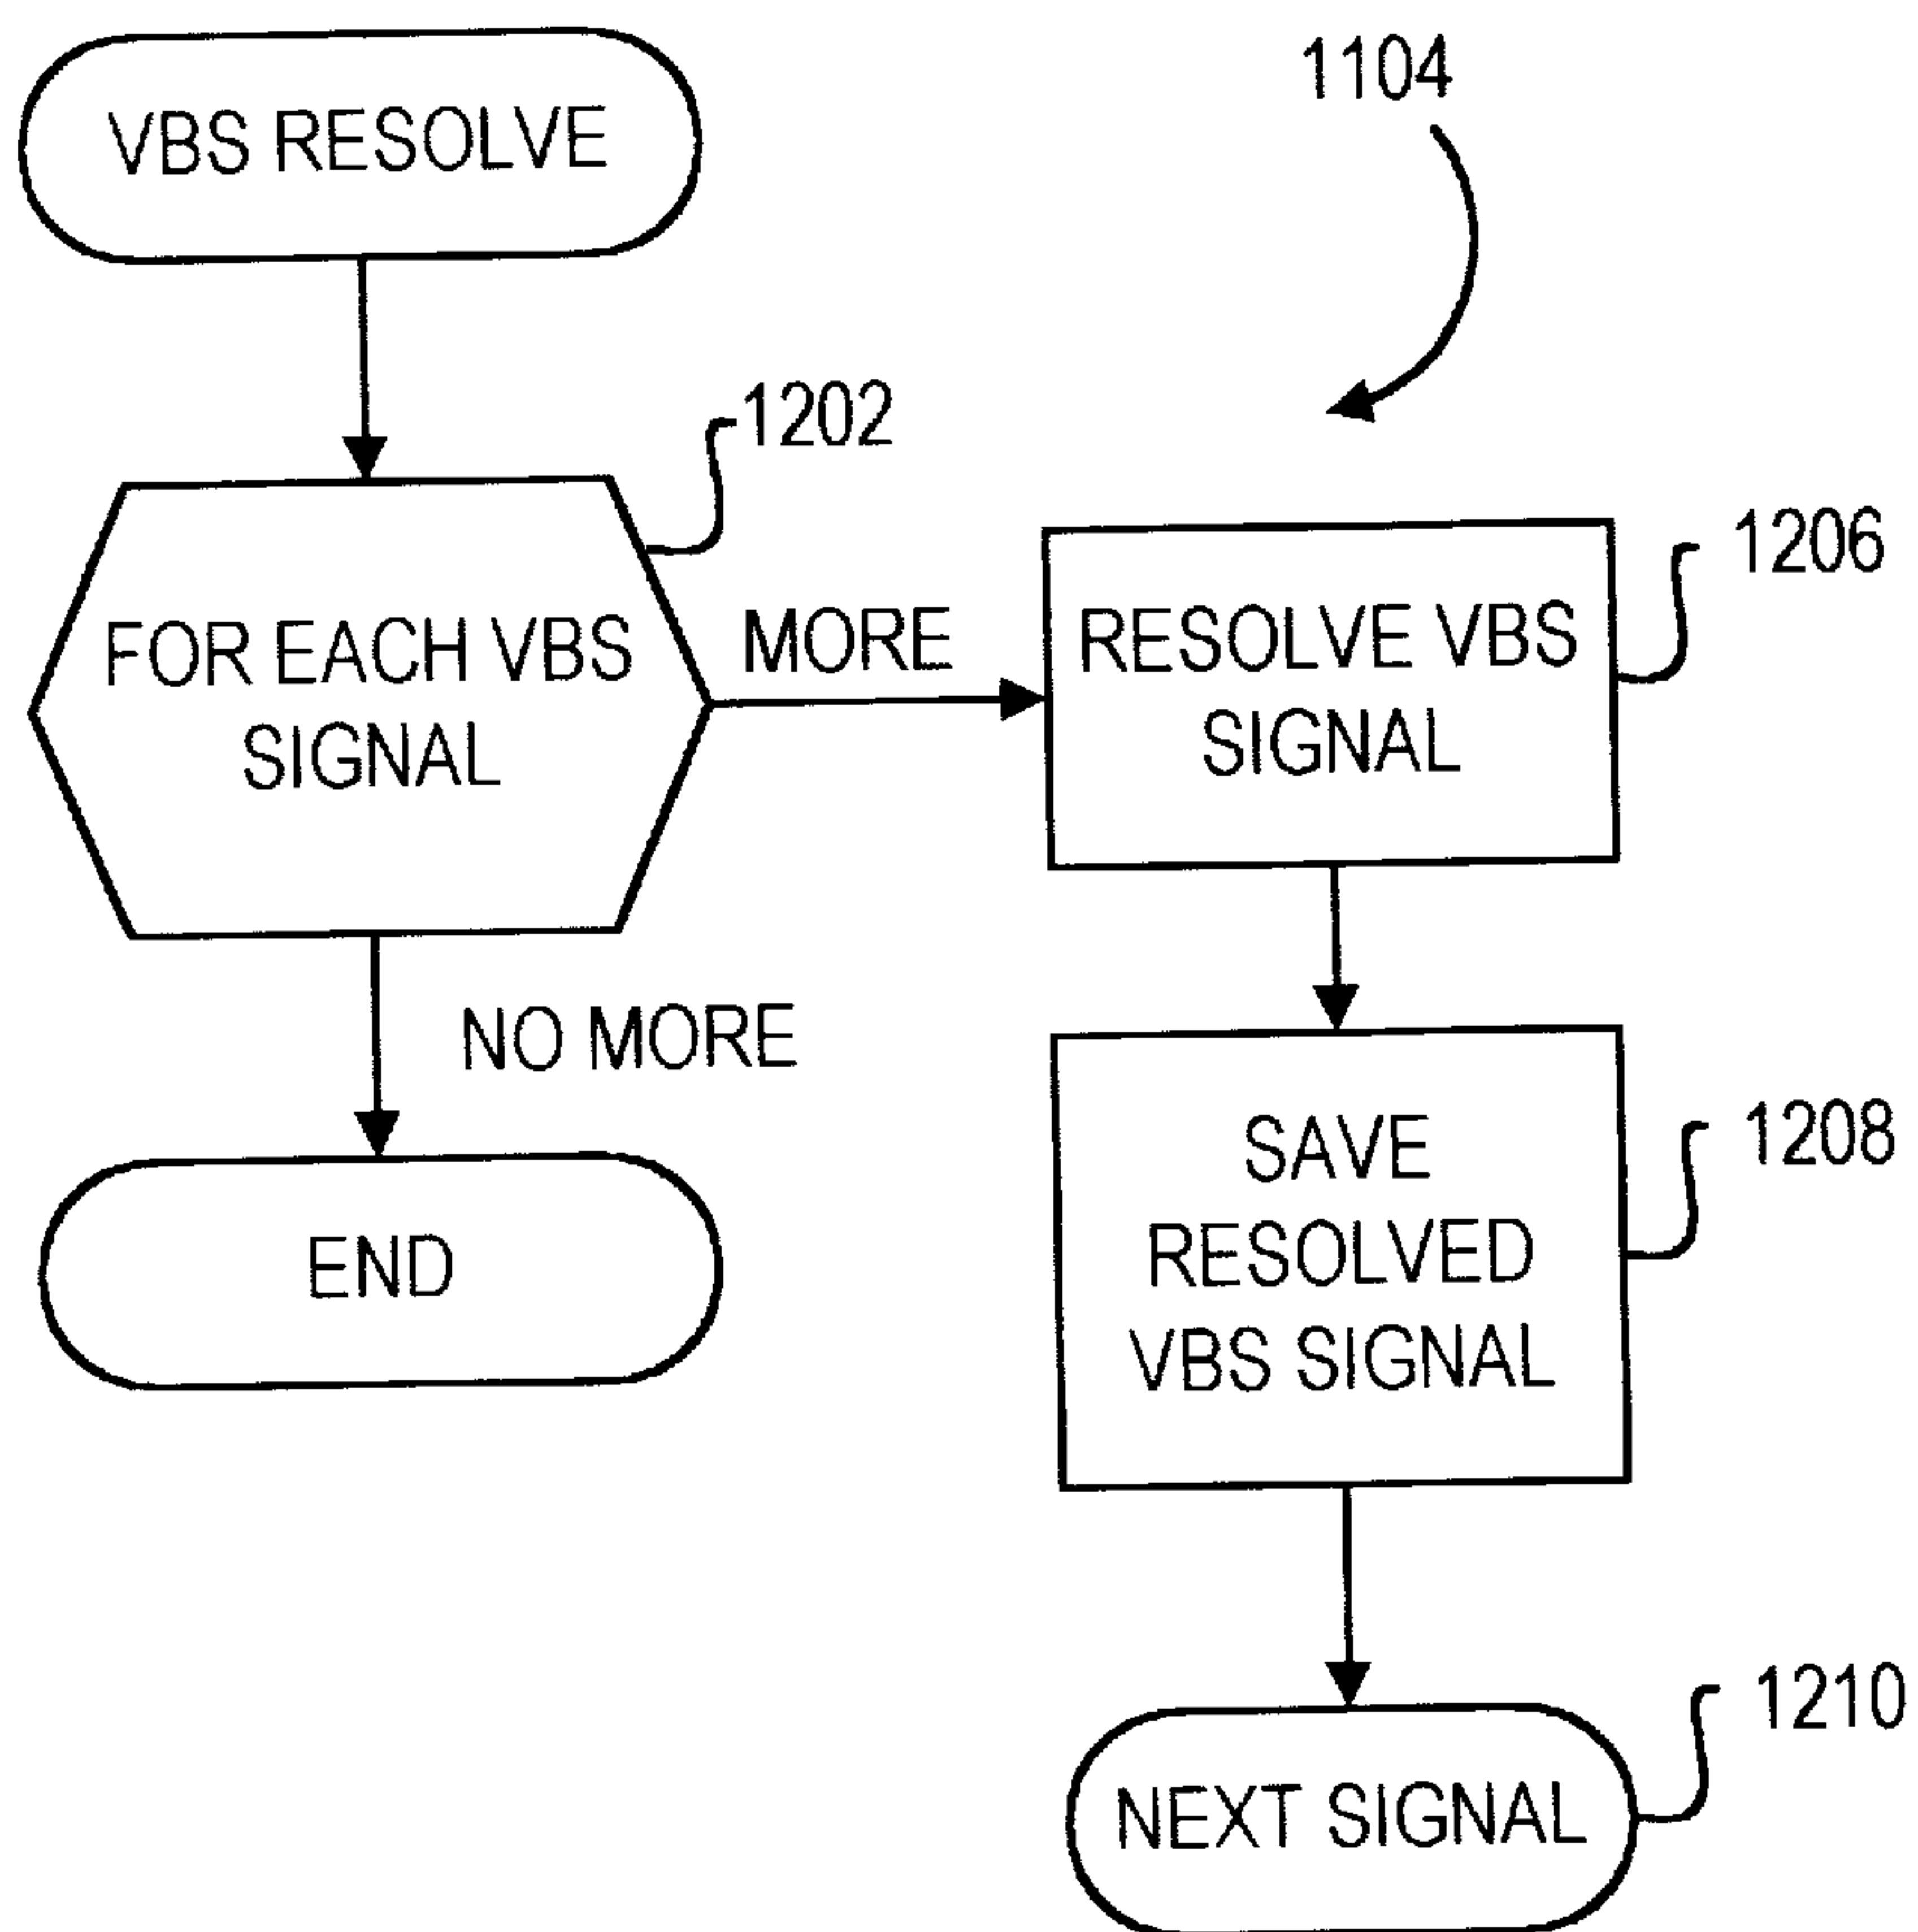 VBS RESOLVE
1104
1202
FOR EACH VBS
SIGNAL
MORE
1206
RESOLVE VBS
SIGNAL
NO MORE
END
1208
SAVE
RESOLVED
VBS SIGNAL
1210
NEXT SIGNAL